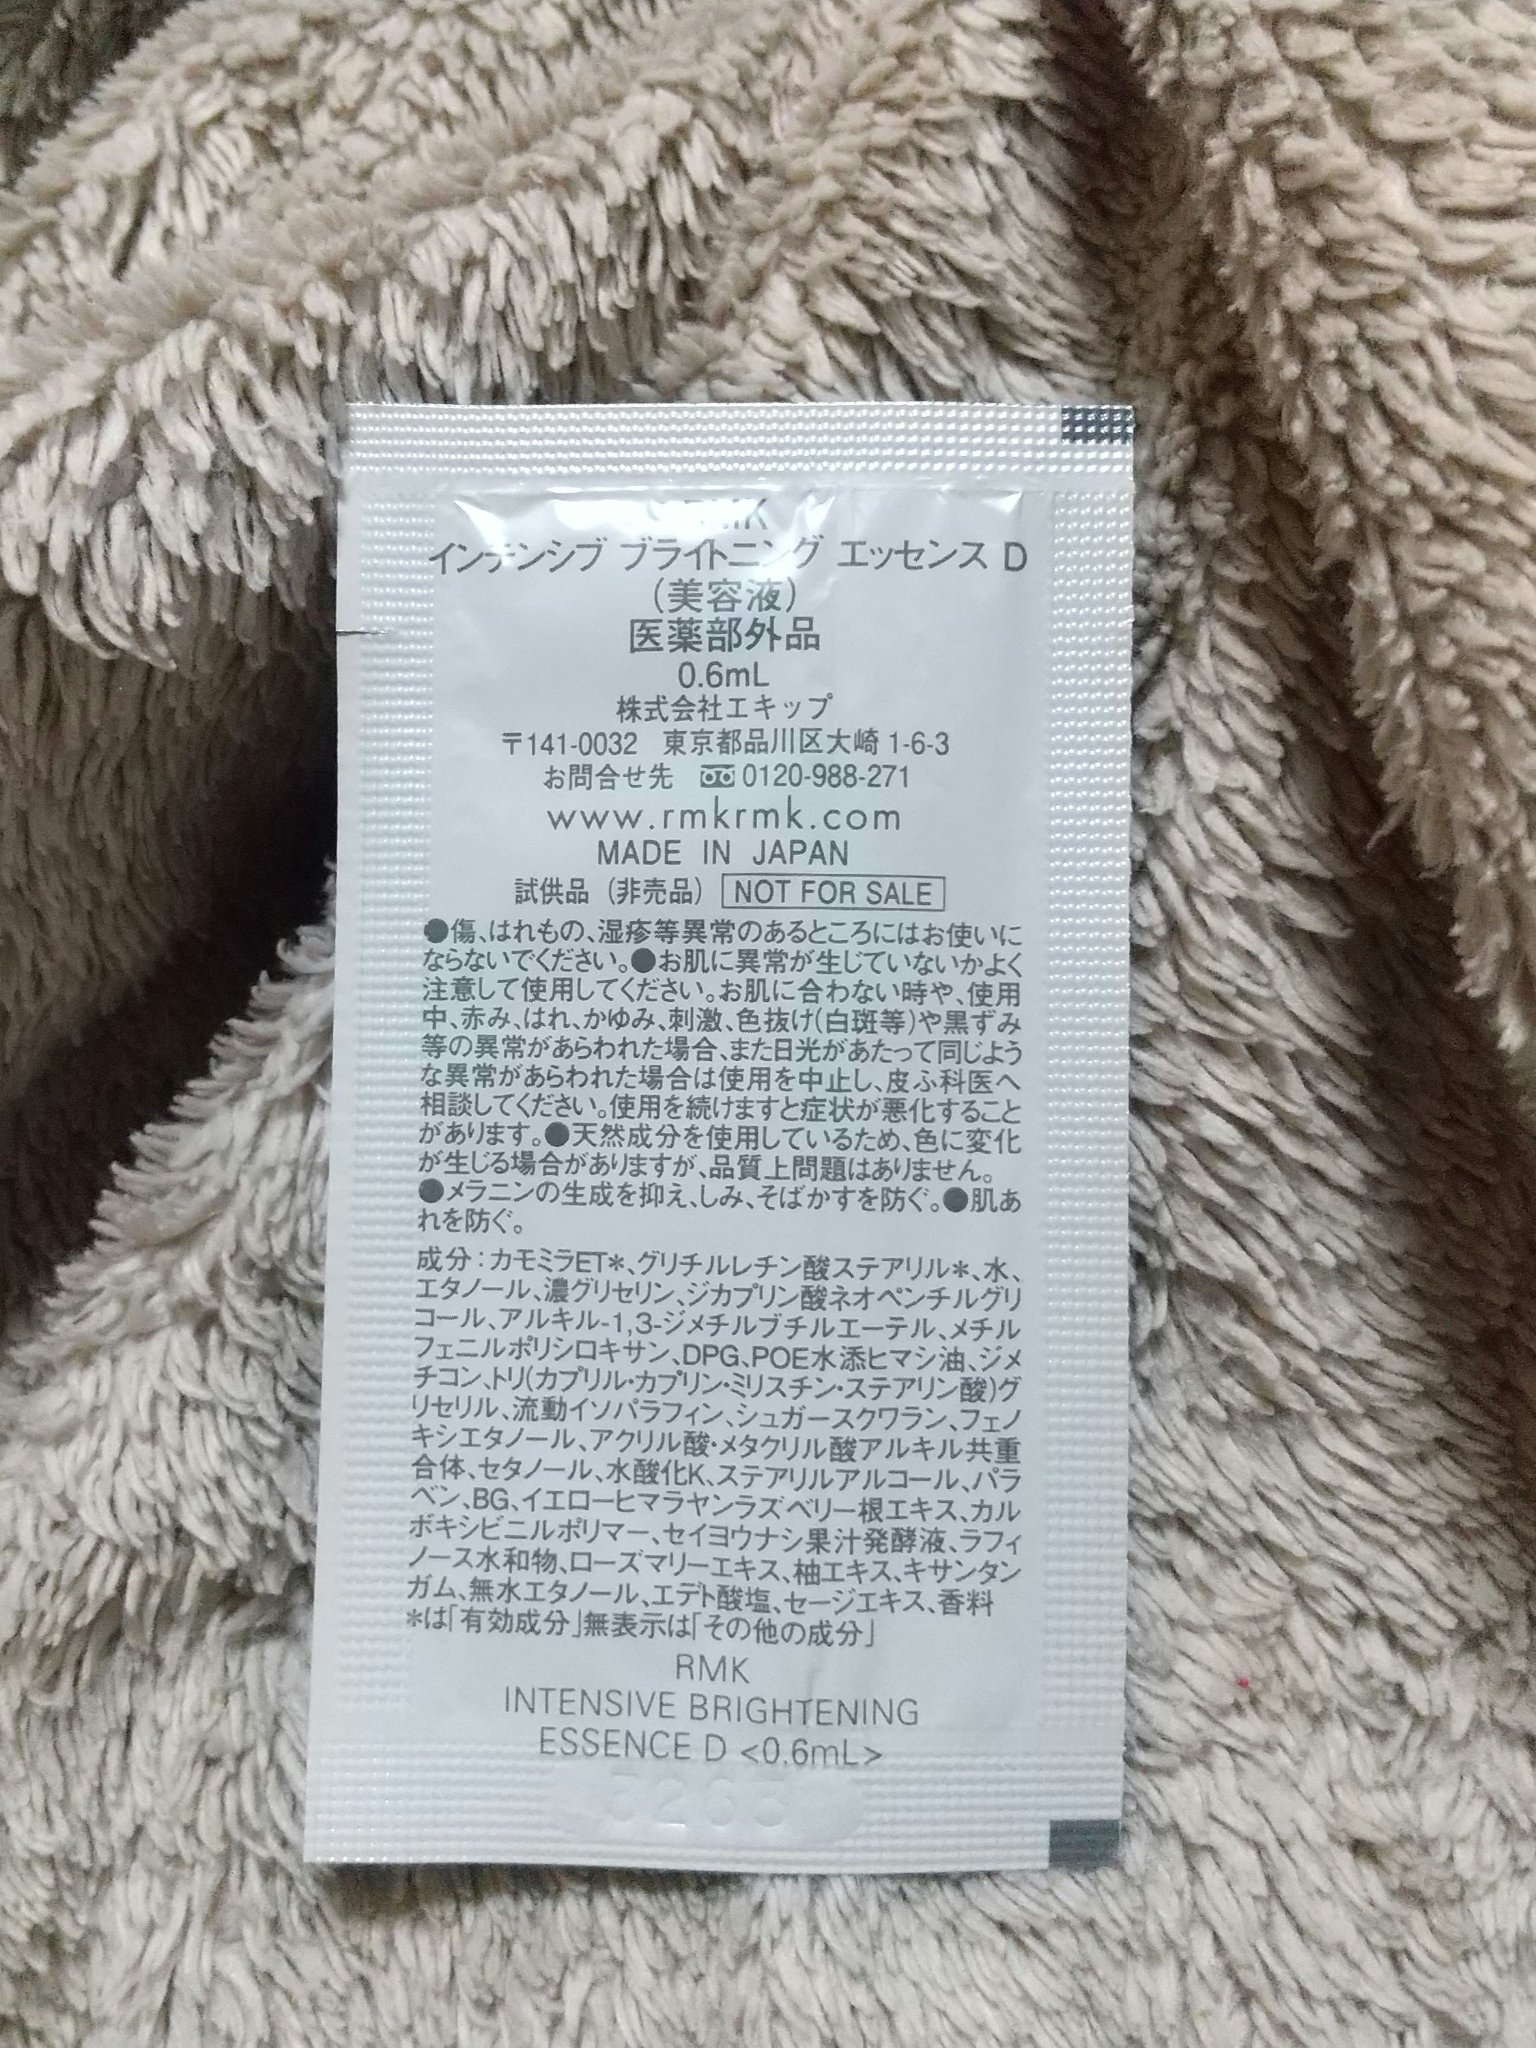 RMK
インテンシブ ブライトニング エッセンス D
(美容液)
医薬部外品
0.6mL
株式会社エキップ
〒141-0032 東京都品川区大崎 1-6-3
お問合せ先 0120-988-271
www.rmkrmk.com
MADE IN JAPAN
試供品 (非売品) NOT FOR SALE
●傷、はれもの、湿疹等異常のあるところにはお使いに
ならないでください。●お肌に異常が生じていないかよく
注意して使用してください。お肌に合わない時や、使用
中、赤み、はれ、かゆみ、刺激、色抜け(白斑等)や黒ずみ
等の異常があらわれた場合、また日光があたって同じよう
な異常があらわれた場合は使用を中止し、皮ふ科医へ
相談してください。使用を続けますと症状が悪化すること
があります。●天然成分を使用しているため、色に変化
が生じる場合がありますが、品質上問題はありません。
●メラニンの生成を抑え、しみ、そばかすを防ぐ。●肌あ
れを防ぐ。
成分:カモミラET*、グリチルレチン酸ステアリル*、水、
エタノール、濃グリセリン、ジカプリン酸ネオペンチルグリ
コール、アルキル-1,3-ジメチルブチルエーテル、メチル
フェニルポリシロキサン、DPG、POE水添ヒマシ油、ジメ
チコン、トリ(カプリル・カプリン・ミリスチン・ステアリン酸)グ
リセリル、流動イソパラフィン、シュガースクワラン、フェノ
キシエタノール、アクリル酸・メタクリル酸アルキル共重
合体、セタノール、水酸化K、ステアリルアルコール、パラ
ベン、BG、イエローヒマラヤンラズベリー根エキス、カル
ボキシビニルポリマー、セイヨウナシ果汁発酵液、ラフィ
ノース水和物、ローズマリーエキス、柚エキス、キサンタン
ガム、無水エタノール、エデト酸塩、セージエキス、香料
*は「有効成分」無表示は「その他の成分」
RMK
INTENSIVE BRIGHTENING
ESSENCE D <0.6mL>